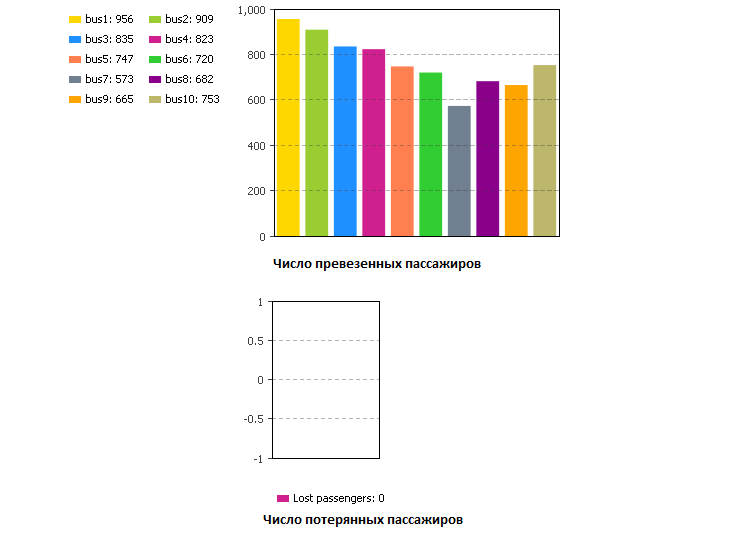 bus1: 956 bus2: 909
bus3: 835 bus4: 823
bus5: 747 bus6: 720
bus7: 573 bus8: 682
bus9: 665 bus10: 753
1,000
800
600
400
200
0
Число превезенных пассажиров
1
0.5
0
-0.5
-1
Lost passengers: 0
Число потерянных пассажиров